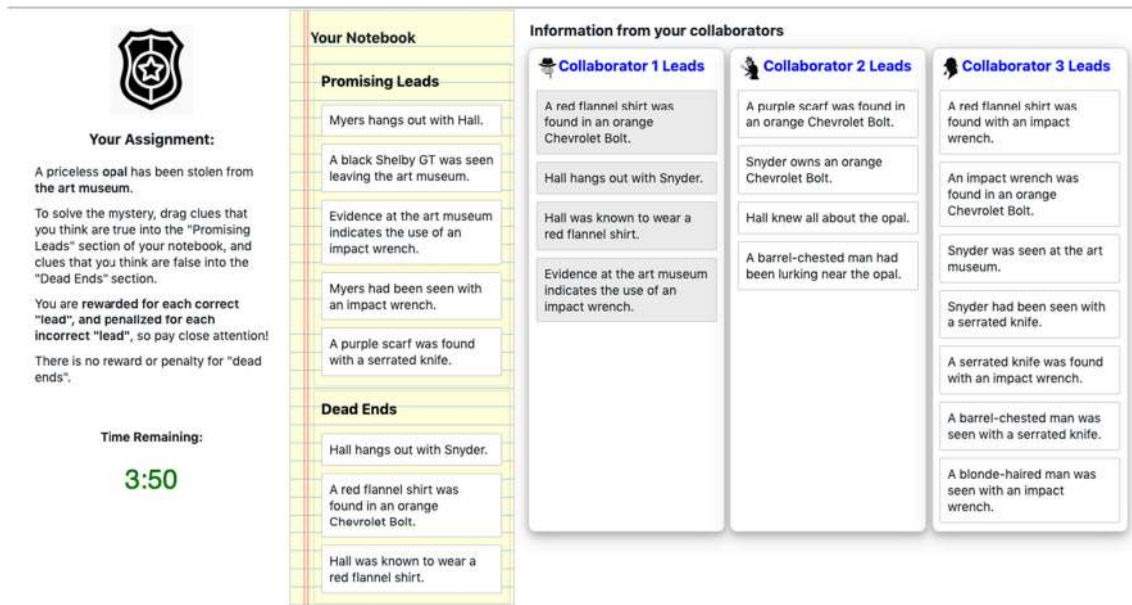 Your Assignment:
A priceless opal has been stolen from
the art museum.
To solve the mystery, drag clues that
you think are true into the "Promising
Leads" section of your notebook, and
clues that you think are false into the
"Dead Ends" section.
You are rewarded for each correct
"lead", and penalized for each
incorrect "lead", so pay close attention!
There is no reward or penalty for "dead
ends".
Time Remaining:
3:50
Your Notebook
Promising Leads
Myers hangs out with Hall.
A black Shelby GT was seen
leaving the art museum.
Evidence at the art museum
indicates the use of an
impact wrench.
Myers had been seen with
an impact wrench.
A purple scarf was found
with a serrated knife.
Dead Ends
Hall hangs out with Snyder.
A red flannel shirt was
found in an orange
Chevrolet Bolt.
Hall was known to wear a
red flannel shirt.
Information from your collaborators
Collaborator 1 Leads
A red flannel shirt was
found in an orange
Chevrolet Bolt.
Hall hangs out with Snyder.
Hall was known to wear a
red flannel shirt.
Evidence at the art museum
indicates the use of an
impact wrench.
Collaborator 2 Leads
A purple scarf was found in
an orange Chevrolet Bolt.
Snyder owns an orange
Chevrolet Bolt.
Hall knew all about the opal.
A barrel-chested man had
been lurking near the opal.
Collaborator 3 Leads
A red flannel shirt was
found with an impact
wrench.
An impact wrench was
found in an orange
Chevrolet Bolt.
Snyder was seen at the art
museum.
Snyder had been seen with
a serrated knife.
A serrated knife was found
with an impact wrench.
A barrel-chested man was
seen with a serrated knife.
A blonde-haired man was
seen with an impact
wrench.